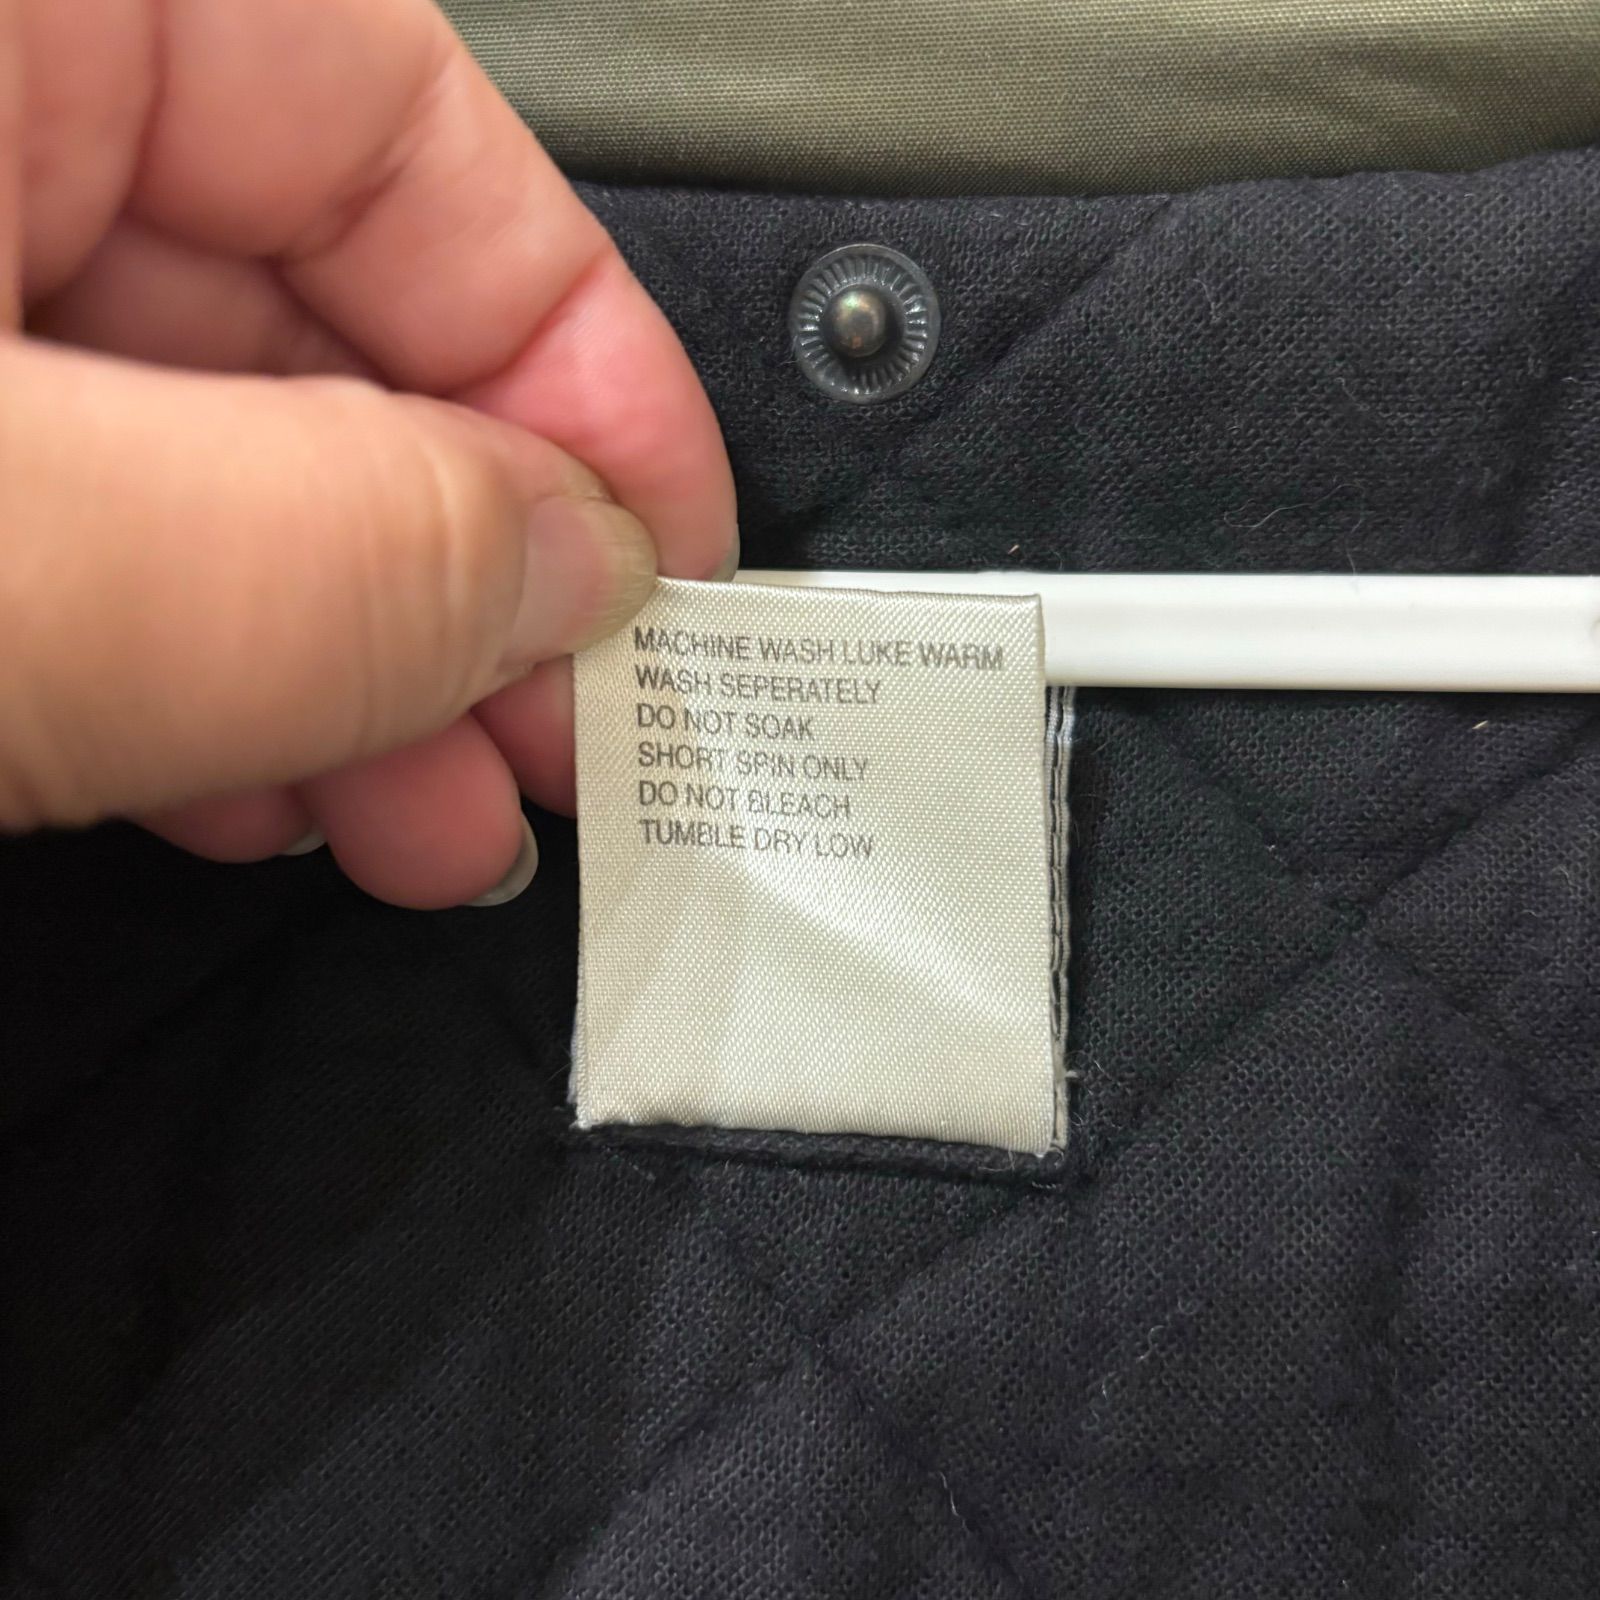 MACHINE WASH LUKE WARM
WASH SEPERATELY
DO NOT SOAK
SHORT SPIN ONLY
DO NOT BLEACH
TUMBLE DRY LOW